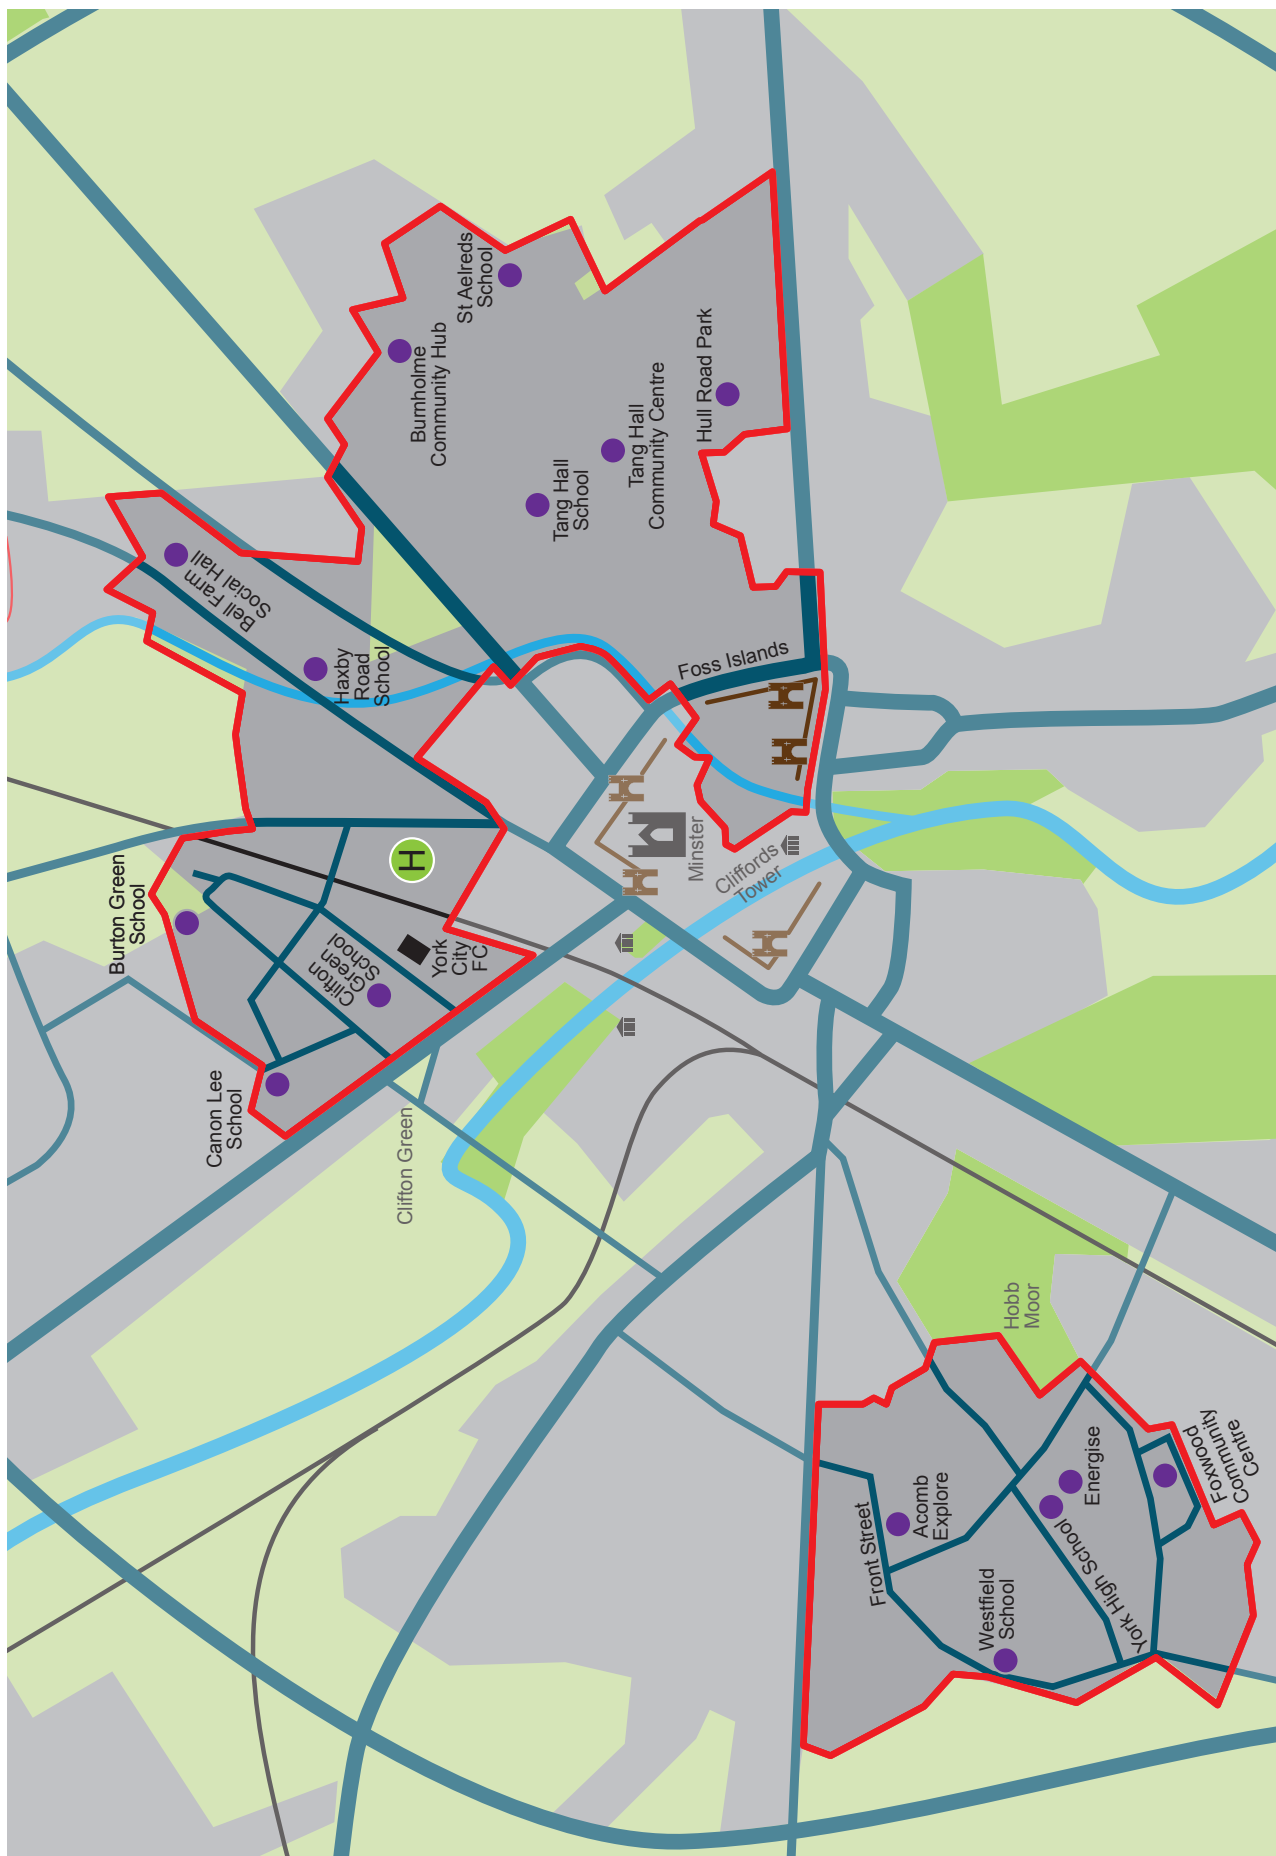 St Aelreds
School
Burnholme
Community Hub
Hull Road Park
Tang Hall
Community Centre
Tang Hall
School
Bell Farm
Social Hall
Haxby
Road
School
Foss Islands
Minster
Cliffords
Tower
H
Burton Green
School
Clifton
Green
School
York
City
FC
Canon Lee
School
Clifton Green
Hobb
Moor
Foxwood
Community
Centre
Energise
York High School
Acomb
Explore
Front Street
Westfield
School